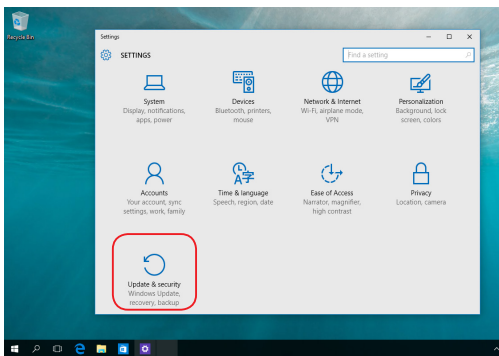 Recycle Bin
Settings
SETTINGS
Find a setting
System
Display, notifications,
apps, power
Devices
Bluetooth, printers,
mouse
Network & Internet
Wi-Fi, airplane mode,
VPN
Personalization
Background, lock
screen, colors
Accounts
Your account, sync
settings, work, family
Time & language
Speech, region, date
Ease of Access
Narrator, magnifier,
high contrast
Privacy
Location, camera
Update & security
Windows Update,
recovery, backup